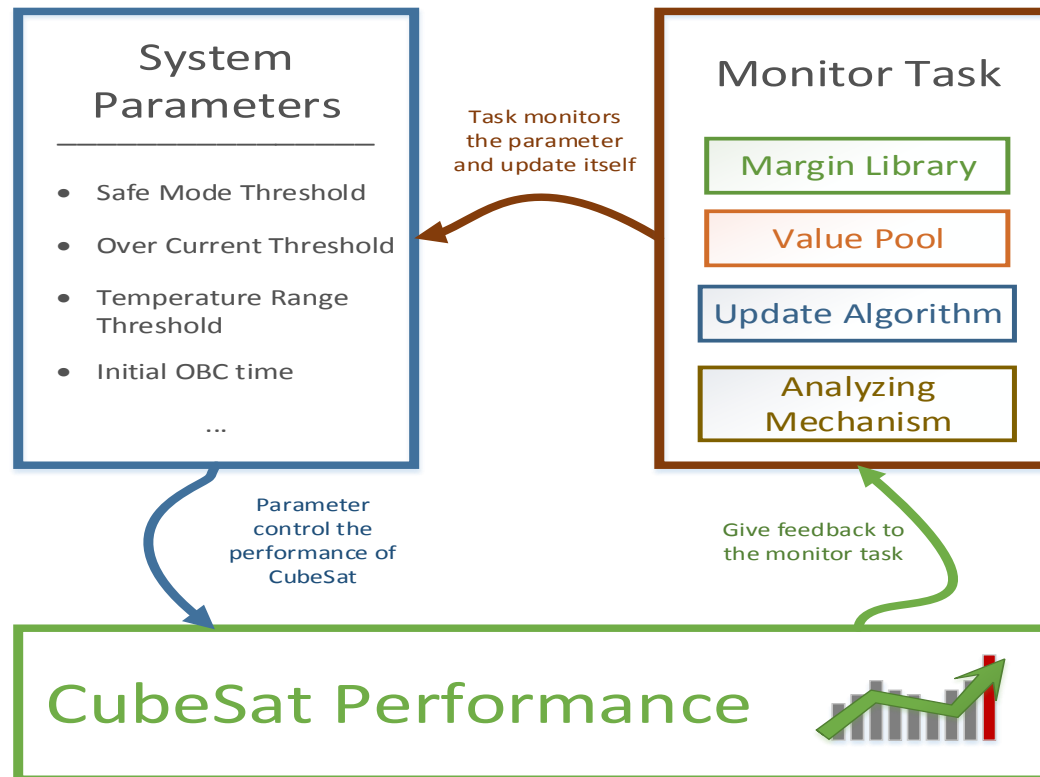 System
Parameters
• Safe Mode Threshold
• Over Current Threshold
• Temperature Range
Threshold
• Initial OBC time
...
Task monitors
the parameter
and update itself
Monitor Task
Margin Library
Value Pool
Update Algorithm
Analyzing
Mechanism
Parameter
control the
performance of
CubeSat
Give feedback to
the monitor task
CubeSat Performance